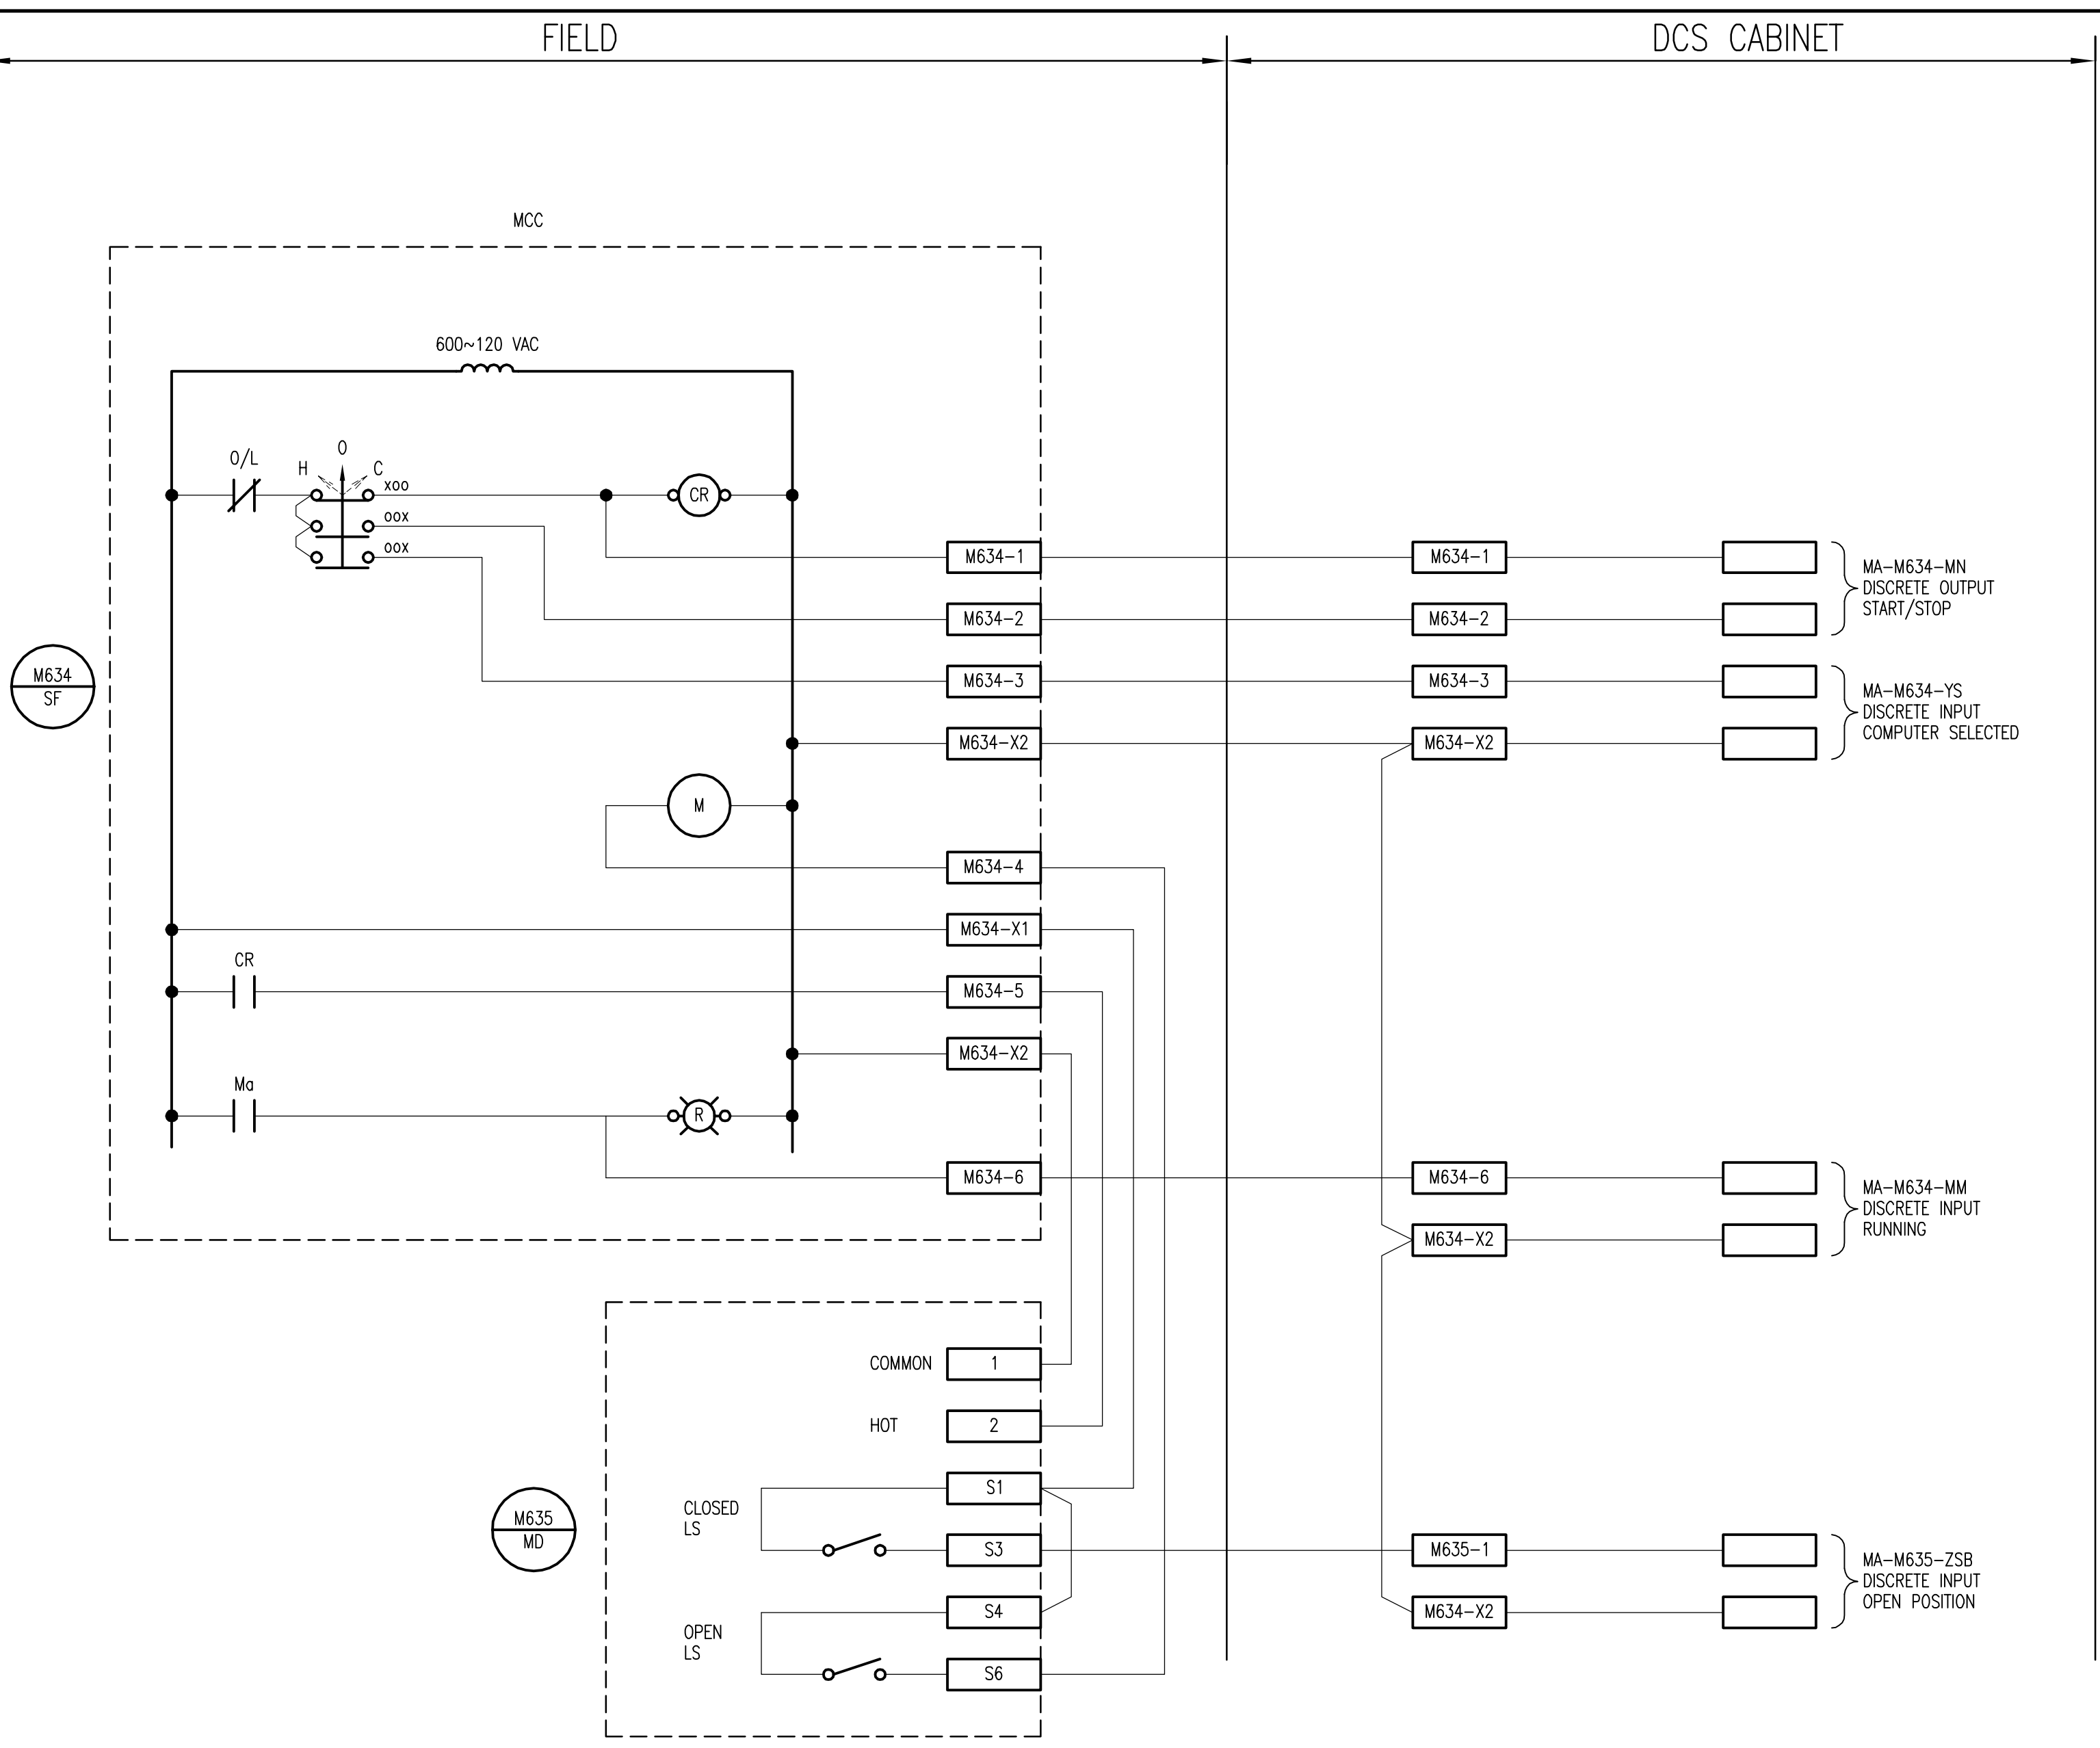 FIELD
DCS CABINET
MCC
600~120 VAC
O/L
H
O
C
XOO
OOX
OOX
CR
M634-1
M634-1
MA-M634-MN
DISCRETE OUTPUT
START/STOP
M634-2
M634-2
M634
SF
M634-3
M634-3
MA-M634-YS
DISCRETE INPUT
COMPUTER SELECTED
M634-X2
M634-X2
M
M634-4
M634-X1
CR
M634-5
M634-X2
Ma
R
M634-6
M634-6
MA-M634-MM
DISCRETE INPUT
RUNNING
M634-X2
COMMON
1
HOT
2
S1
CLOSED
LS
M635
MD
S3
M635-1
MA-M635-ZSB
DISCRETE INPUT
OPEN POSITION
S4
M634-X2
OPEN
LS
S6